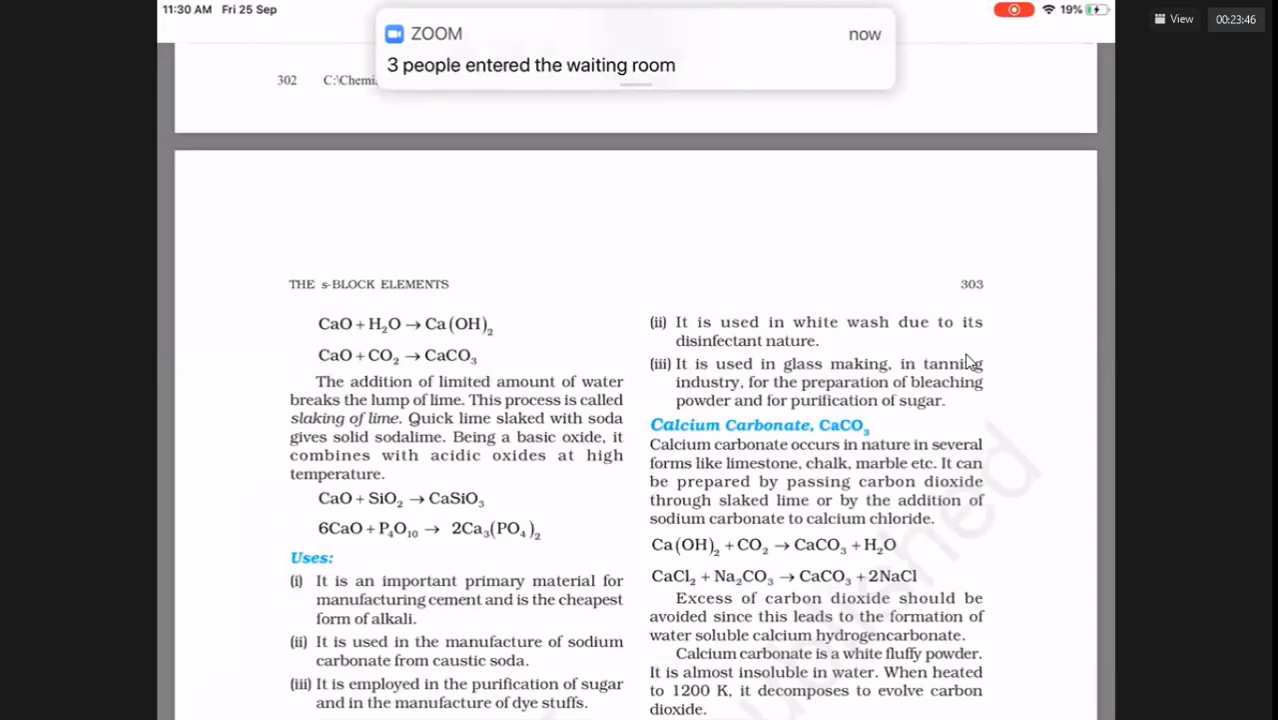 11:30 AM Fri 25 Sep
19%
View
00:23:46
ZOOM
now
3 people entered the waiting room
302 C:\Chemi
THE s-BLOCK ELEMENTS
303
CaO + H₂O → Ca(OH)₂
CaO + CO₂ → CaCO₃
The addition of limited amount of water
breaks the lump of lime. This process is called
slaking of lime. Quick lime slaked with soda
gives solid sodalime. Being a basic oxide, it
combines with acidic oxides at high
temperature.
CaO + SiO₂ → CaSiO₃
6CaO + P₄O₁₀ → 2Ca₃(PO₄)₂
Uses:
(i) It is an important primary material for
manufacturing cement and is the cheapest
form of alkali.
(ii) It is used in the manufacture of sodium
carbonate from caustic soda.
(iii) It is employed in the purification of sugar
and in the manufacture of dye stuffs.
(ii) It is used in white wash due to its
disinfectant nature.
(iii) It is used in glass making, in tanning
industry, for the preparation of bleaching
powder and for purification of sugar.
Calcium Carbonate, CaCO₃
Calcium carbonate occurs in nature in several
forms like limestone, chalk, marble etc. It can
be prepared by passing carbon dioxide
through slaked lime or by the addition of
sodium carbonate to calcium chloride.
Ca(OH)₂ + CO₂ → CaCO₃ + H₂O
CaCl₂ + Na₂CO₃ → CaCO₃ + 2NaCl
Excess of carbon dioxide should be
avoided since this leads to the formation of
water soluble calcium hydrogencarbonate.
Calcium carbonate is a white fluffy powder.
It is almost insoluble in water. When heated
to 1200 K, it decomposes to evolve carbon
dioxide.